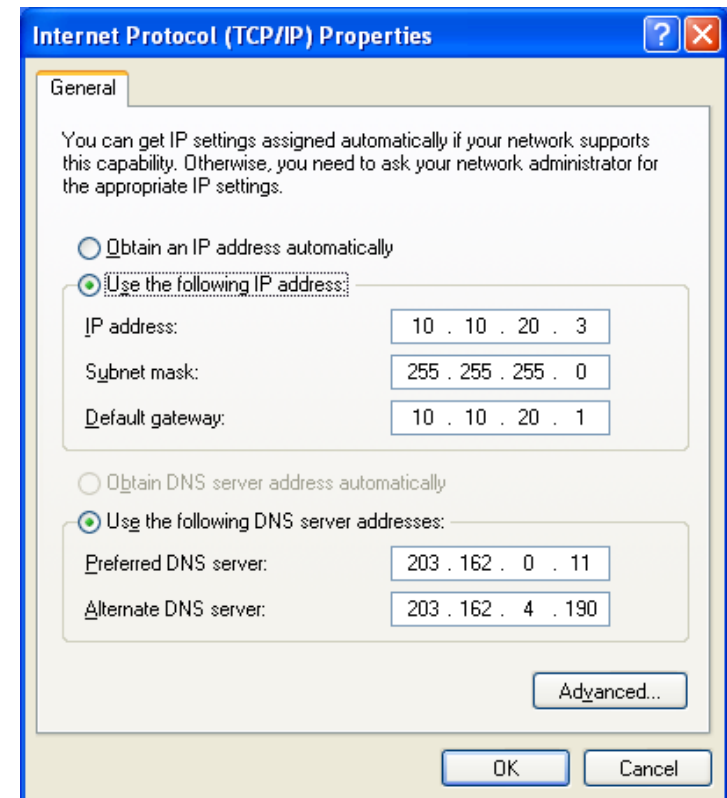 Internet Protocol (TCP/IP) Properties
General
You can get IP settings assigned automatically if your network supports
this capability. Otherwise, you need to ask your network administrator for
the appropriate IP settings.
Obtain an IP address automatically
Use the following IP address:
IP address: 10 . 10 . 20 . 3
Subnet mask: 255 . 255 . 255 . 0
Default gateway: 10 . 10 . 20 . 1
Obtain DNS server address automatically
Use the following DNS server addresses:
Preferred DNS server: 203 . 162 . 0 . 11
Alternate DNS server: 203 . 162 . 4 . 190
Advanced...
OK Cancel